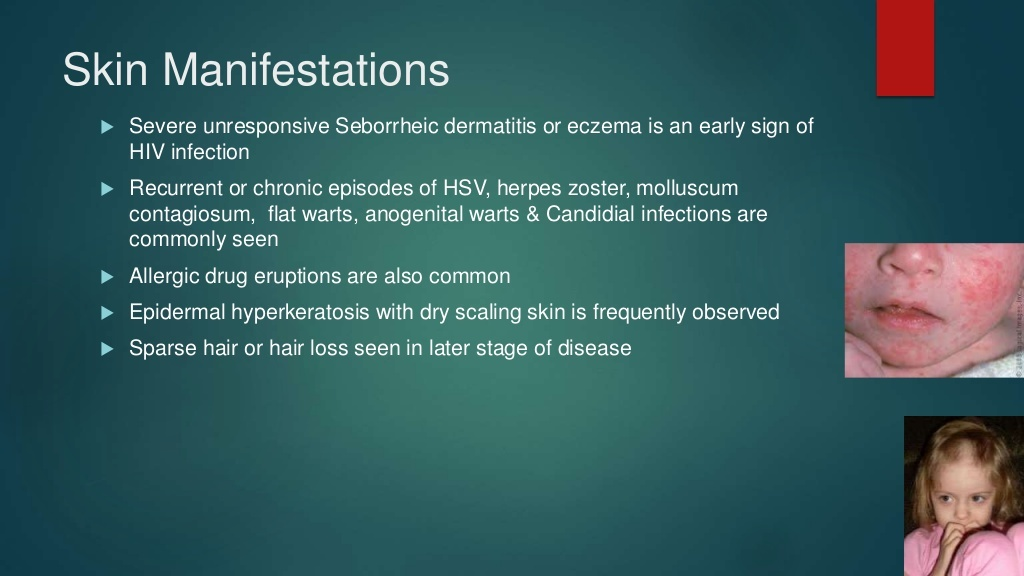 Skin Manifestations
Severe unresponsive Seborrheic dermatitis or eczema is an early sign of
HIV infection
Recurrent or chronic episodes of HSV, herpes zoster, molluscum
contagiosum,  flat warts, anogenital warts & Candidial infections are
commonly seen
Allergic drug eruptions are also common
Epidermal hyperkeratosis with dry scaling skin is frequently observed
Sparse hair or hair loss seen in later stage of disease